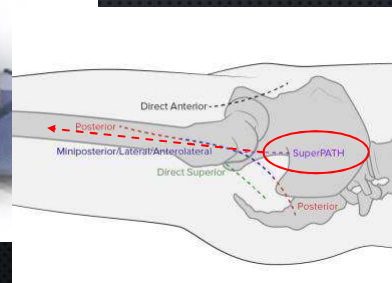 Direct Anterior
Posterior
Miniposterior/Lateral/Anterolateral
SuperPATH
Direct Superior
Posterior